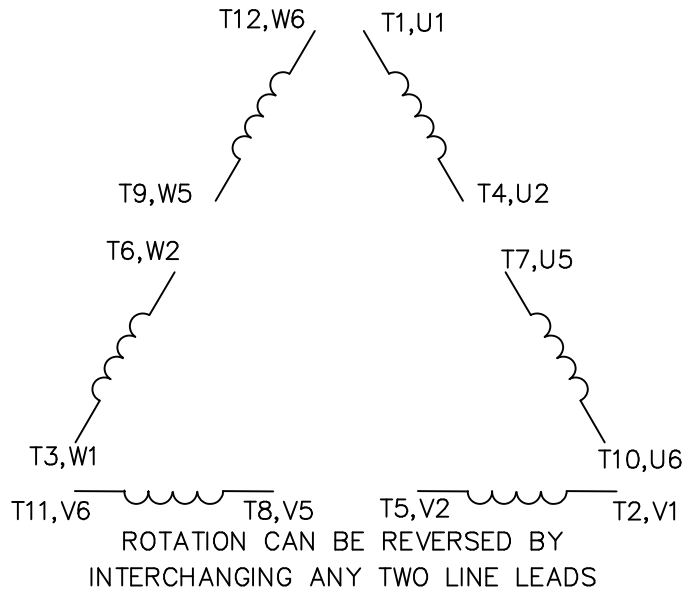 T12,W6
T1,U1
T9,W5
T4,U2
T6,W2
T7,U5
T3,W1
T10,U6
T11,V6
T8,V5
T5,V2
T2,V1
ROTATION CAN BE REVERSED BY
INTERCHANGING ANY TWO LINE LEADS